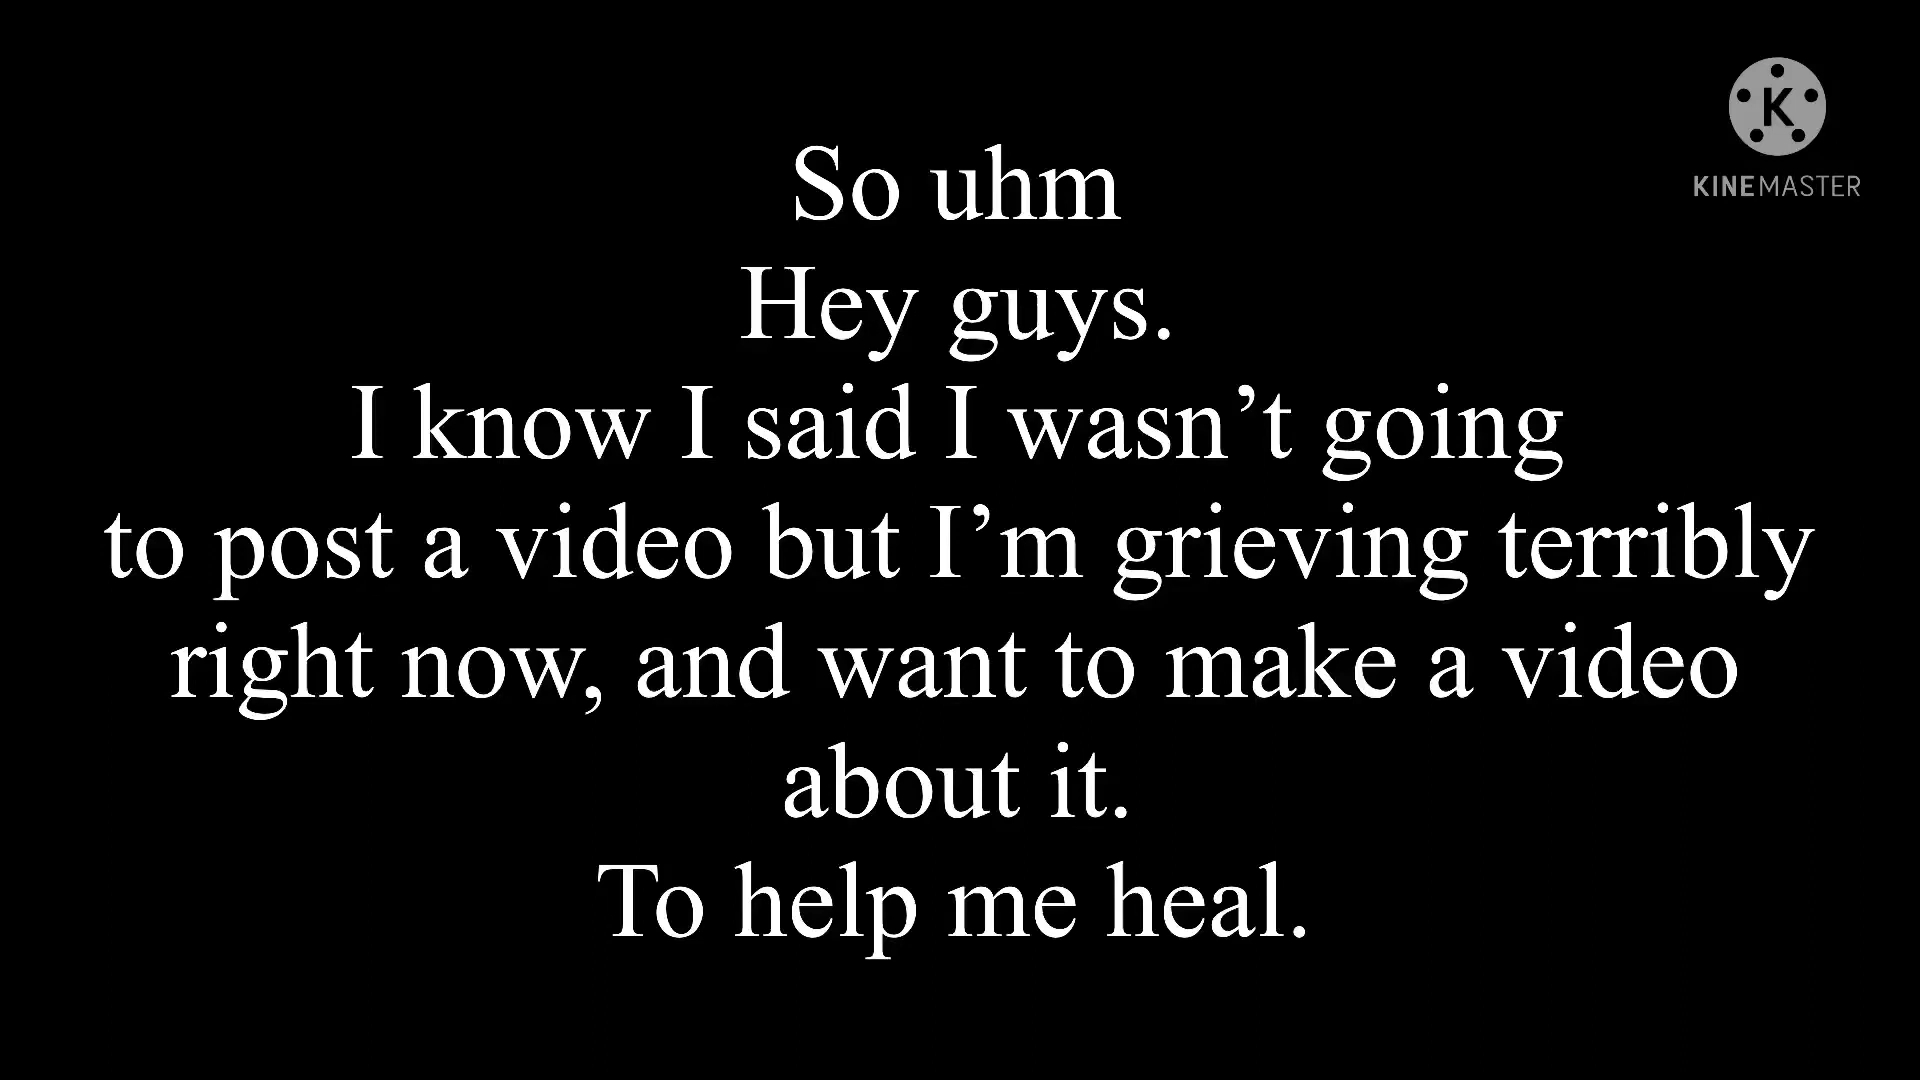 So uhm
Hey guys.
I know I said I wasn’t going
to post a video but I’m grieving terribly
right now, and want to make a video
about it.
To help me heal.
K
KINEMASTER